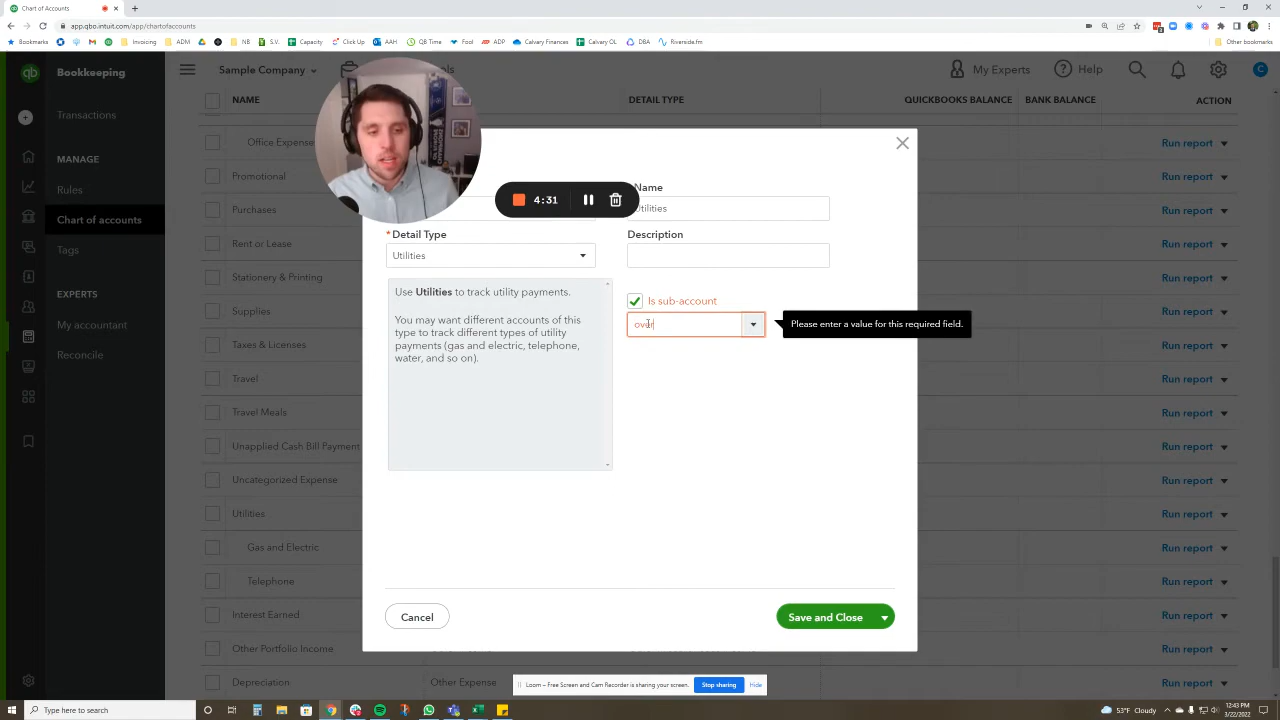 Chart of Accounts
app.qbo.intuit.com/app/chartofaccounts
Bookmarks
Invoicing
ADM
NB
S.V.
Capacity
Click Up
AAH
QB Time
Fool
ADP
Calvary Finances
Calvary OL
DBA
Riverside.fm
Other bookmarks
qb
Bookkeeping
Sample Company
My Experts
Help
C
Transactions
MANAGE
Rules
Chart of accounts
Tags
EXPERTS
My accountant
Reconcile
NAME
DETAIL TYPE
QUICKBOOKS BALANCE
BANK BALANCE
ACTION
Office Expense
Run report
Promotional
Run report
Purchases
Run report
Rent or Lease
Run report
Stationery & Printing
Run report
Supplies
Run report
Taxes & Licenses
Run report
Travel
Run report
Travel Meals
Run report
Unapplied Cash Bill Payment
Run report
Uncategorized Expense
Run report
Utilities
Run report
Gas and Electric
Run report
Telephone
Run report
Interest Earned
Run report
Other Portfolio Income
Run report
Depreciation
Other Expense
Run report
4:31
Name
Utilities
* Detail Type
Utilities
Description
Use Utilities to track utility payments.
You may want different accounts of this
type to track different types of utility
payments (gas and electric, telephone,
water, and so on).
Is sub-account
over
Please enter a value for this required field.
Cancel
Save and Close
Loom – Free Screen and Cam Recorder is sharing your screen.
Stop sharing
Hide
Type here to search
53°F Cloudy
12:43 PM
3/22/2022